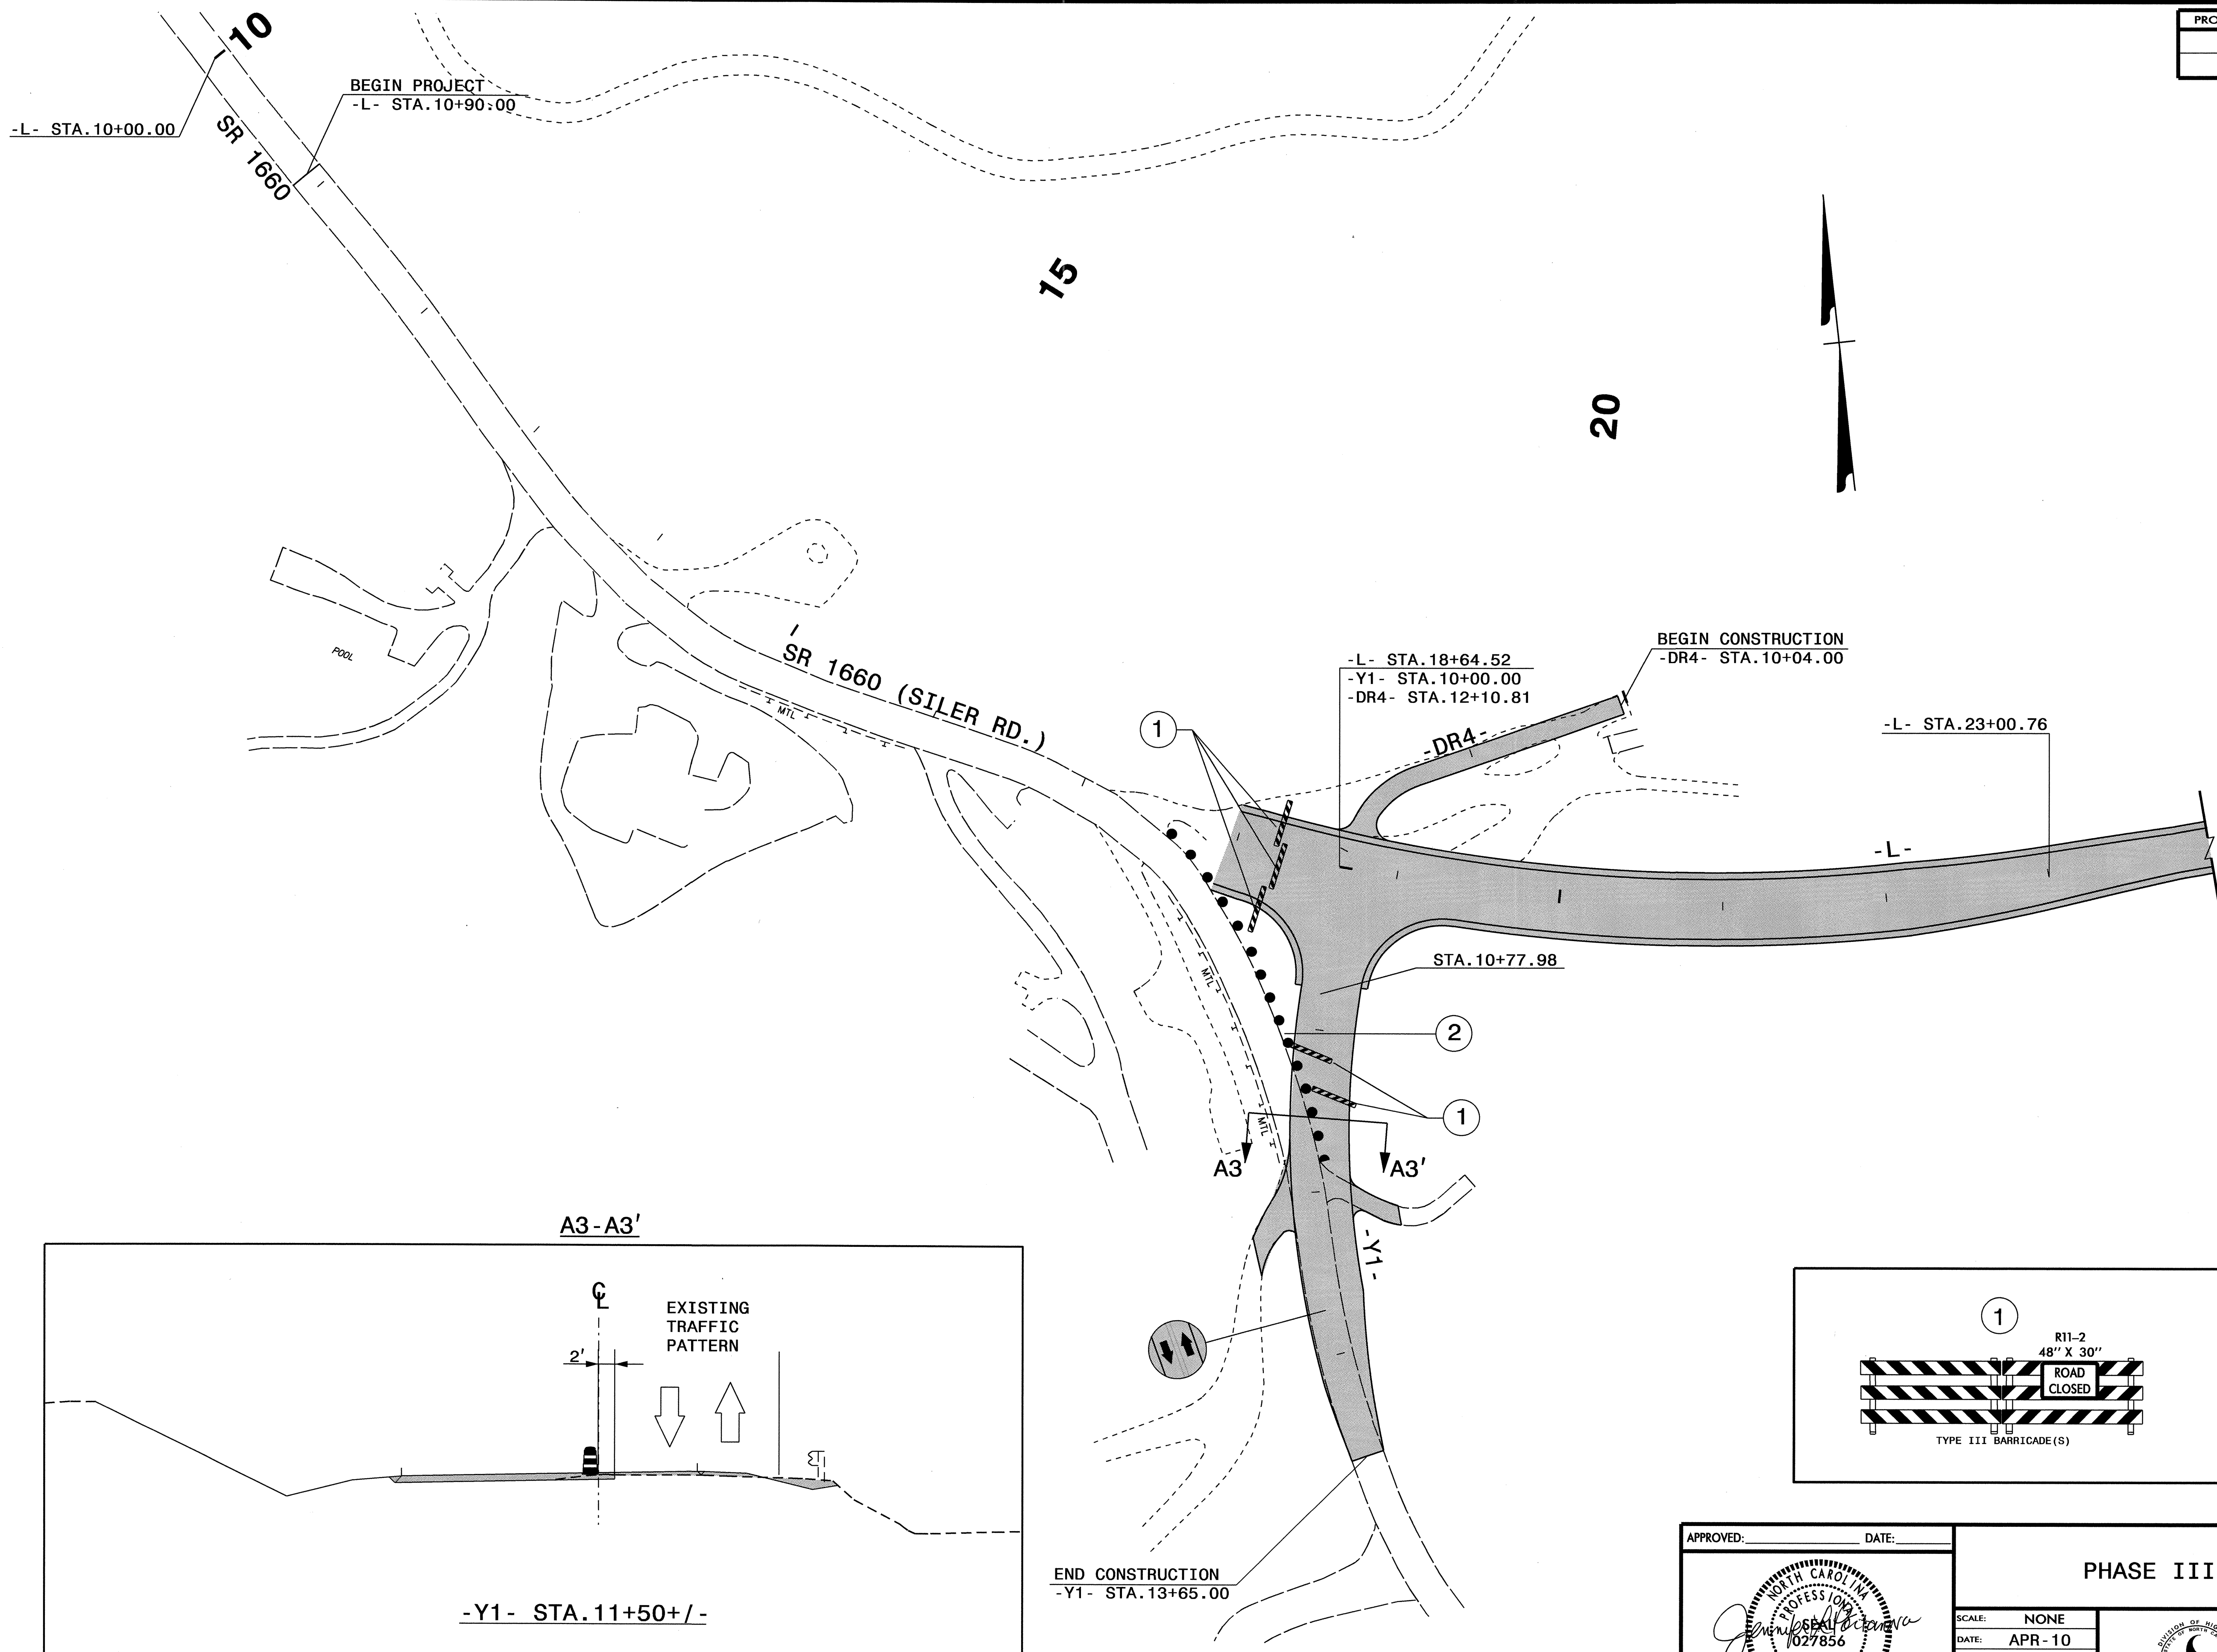 PRO
10
BEGIN PROJECT
-L- STA.10+90.00
-L- STA.10+00.00
SR 1660
15
20
POOL
SR 1660 (SILER RD.)
MTL
BEGIN CONSTRUCTION
-DR4- STA.10+04.00
-L- STA.18+64.52
-Y1- STA.10+00.00
-DR4- STA.12+10.81
1
-DR4-
-L- STA.23+00.76
-L-
STA.10+77.98
MTL
2
1
MTL
A3
A3'
-Y1-
A3-A3'
EXISTING
TRAFFIC
PATTERN
2'
-Y1- STA.11+50+/-
END CONSTRUCTION
-Y1- STA.13+65.00
1
R11-2
48" X 30"
ROAD
CLOSED
TYPE III BARRICADE(S)
APPROVED: DATE:
PHASE III
NORTH CAROLINA
PROFESSIONAL
SEAL
027856
SCALE: NONE
DATE: APR-10